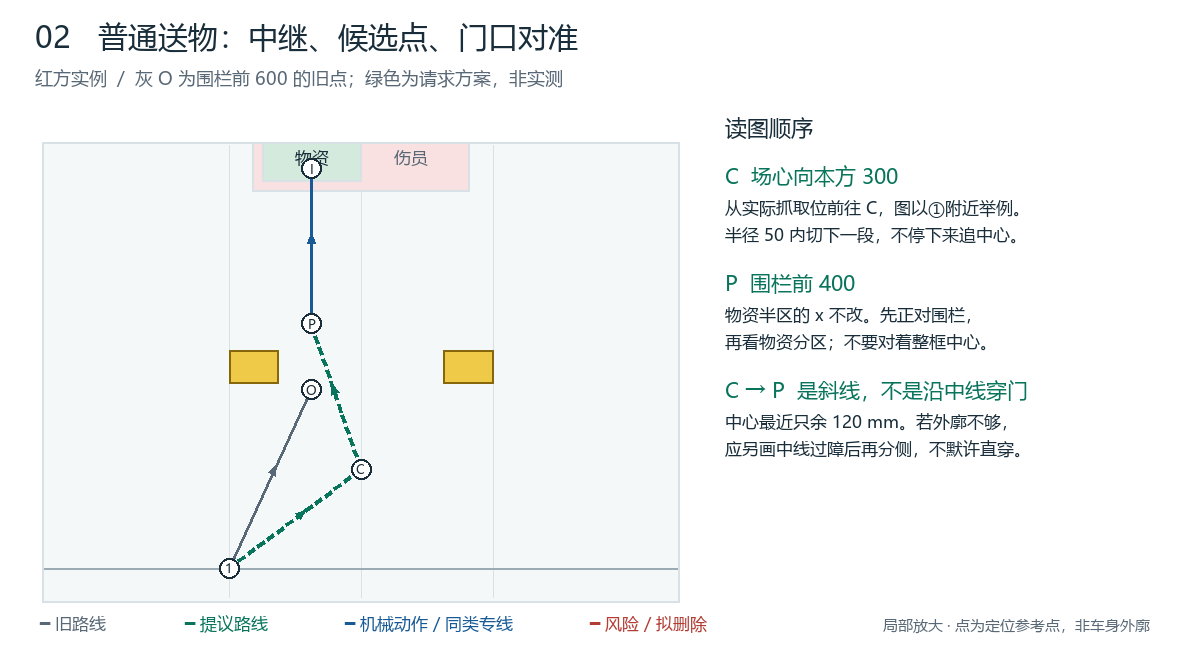 02 普通送物：中继、候选点、门口对准
红方实例 / 灰 O 为围栏前 600 的旧点；绿色为请求方案，非实测
物资
伤员
I
P
O
C
1
读图顺序
C 场心向本方 300
从实际抓取位前往 C，图以①附近举例。
半径 50 内切下一段，不停下来追中心。
P 围栏前 400
物资半区的 x 不改。先正对围栏，
再看物资分区；不要对着整框中心。
C → P 是斜线，不是沿中线穿门
中心最近只余 120 mm。若外廓不够，
应另画中线过障后再分侧，不默许直穿。
旧路线
提议路线
机械动作 / 同类专线
风险 / 拟删除
局部放大 · 点为定位参考点，非车身外廓